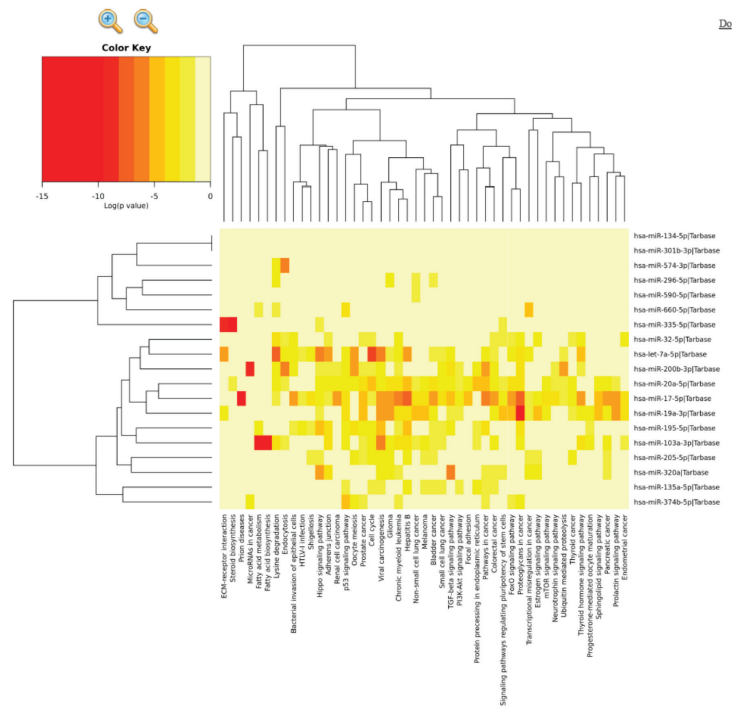 Do
Color Key
-15 -10 -5 0
Log(p value)
hsa-miR-134-5p|Tarbase
hsa-miR-301b-3p|Tarbase
hsa-miR-574-3p|Tarbase
hsa-miR-296-5p|Tarbase
hsa-miR-590-5p|Tarbase
hsa-miR-660-5p|Tarbase
hsa-miR-335-5p|Tarbase
hsa-miR-32-5p|Tarbase
hsa-let-7a-5p|Tarbase
hsa-miR-200b-3p|Tarbase
hsa-miR-20a-5p|Tarbase
hsa-miR-17-5p|Tarbase
hsa-miR-19a-3p|Tarbase
hsa-miR-195-5p|Tarbase
hsa-miR-103a-3p|Tarbase
hsa-miR-205-5p|Tarbase
hsa-miR-320a|Tarbase
hsa-miR-135a-5p|Tarbase
hsa-miR-374b-5p|Tarbase
ECM-receptor interaction
Steroid biosynthesis
Prion diseases
MicroRNAs in cancer
Fatty acid metabolism
Fatty acid biosynthesis
Lysine degradation
Endocytosis
Bacterial invasion of epithelial cells
HTLV-I infection
Shigellosis
Hippo signaling pathway
Adherens junction
Renal cell carcinoma
p53 signaling pathway
Oocyte meiosis
Prostate cancer
Cell cycle
Viral carcinogenesis
Glioma
Chronic myeloid leukemia
Hepatitis B
Non-small cell lung cancer
Melanoma
Bladder cancer
Small cell lung cancer
TGF-beta signaling pathway
PI3K-Akt signaling pathway
Focal adhesion
Protein processing in endoplasmic reticulum
Pathways in cancer
Colorectal cancer
Signaling pathways regulating pluripotency of stem cells
FoxO signaling pathway
Proteoglycans in cancer
Transcriptional misregulation in cancer
Estrogen signaling pathway
mTOR signaling pathway
Neurotrophin signaling pathway
Ubiquitin mediated proteolysis
Thyroid cancer
Thyroid hormone signaling pathway
Progesterone-mediated oocyte maturation
Sphingolipid signaling pathway
Pancreatic cancer
Prolactin signaling pathway
Endometrial cancer